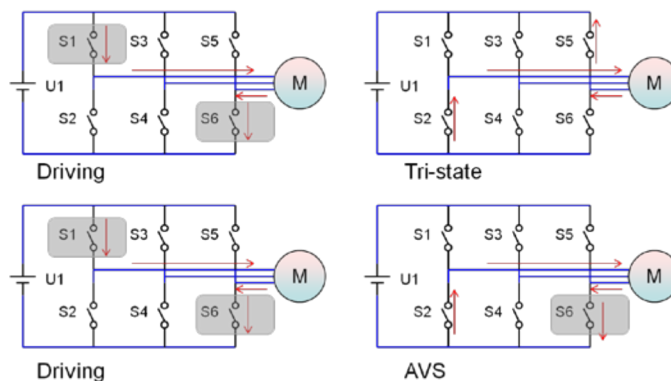 S1 S3 S5
U1 M
S2 S4 S6
Driving
S1 S3 S5
U1 M
S2 S4 S6
Tri-state
S1 S3 S5
U1 M
S2 S4 S6
Driving
S1 S3 S5
U1 M
S2 S4 S6
AVS